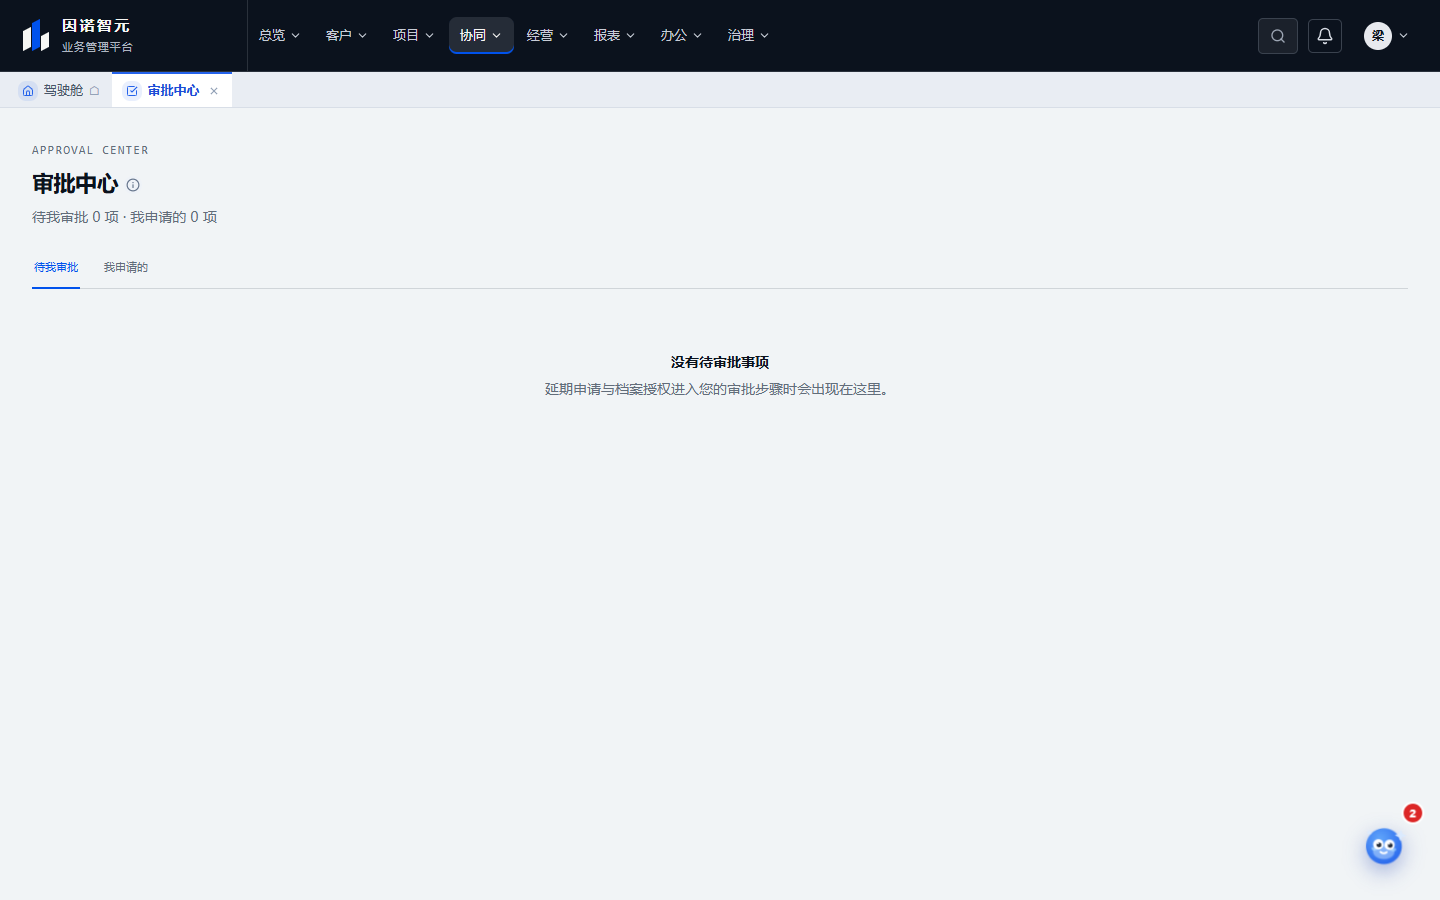 因诺智元
业务管理平台
总览 客户 项目 协同 经营 报表 办公 治理
梁
驾驶舱 审批中心
APPROVAL CENTER
审批中心
待我审批 0 项 · 我申请的 0 项
待我审批 我申请的
没有待审批事项
延期申请与档案授权进入您的审批步骤时会出现在这里。
2